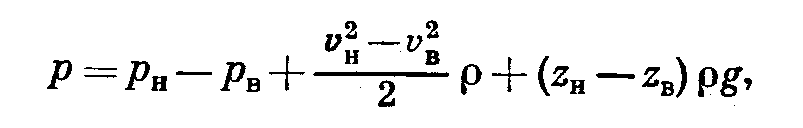 p = pн − pв + (vн² − vв²)/2 ρ + (zн − zв) ρg,